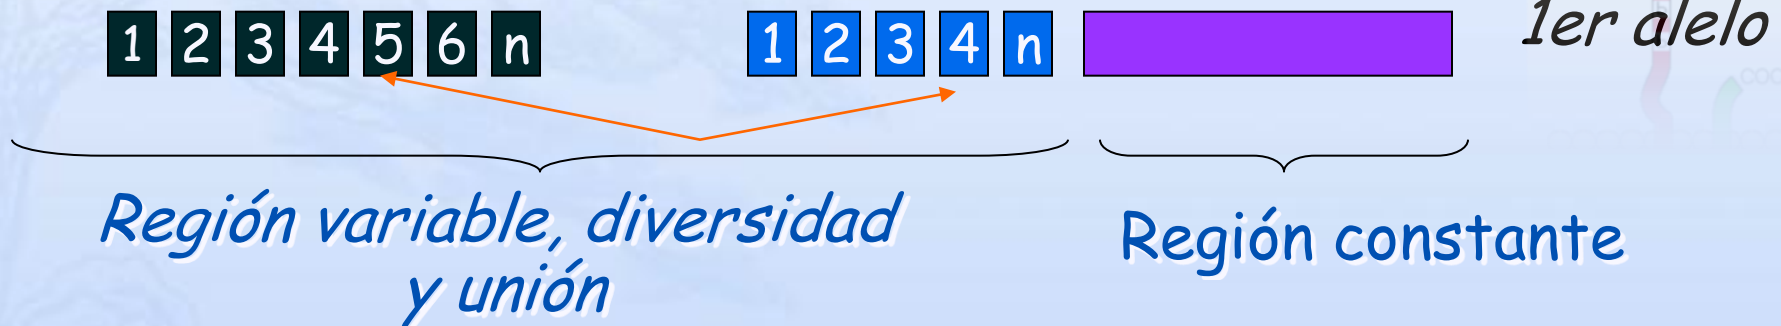 1 2 3 4 5 6 n 1 2 3 4 n 1er alelo
Región variable, diversidad
y unión
Región constante